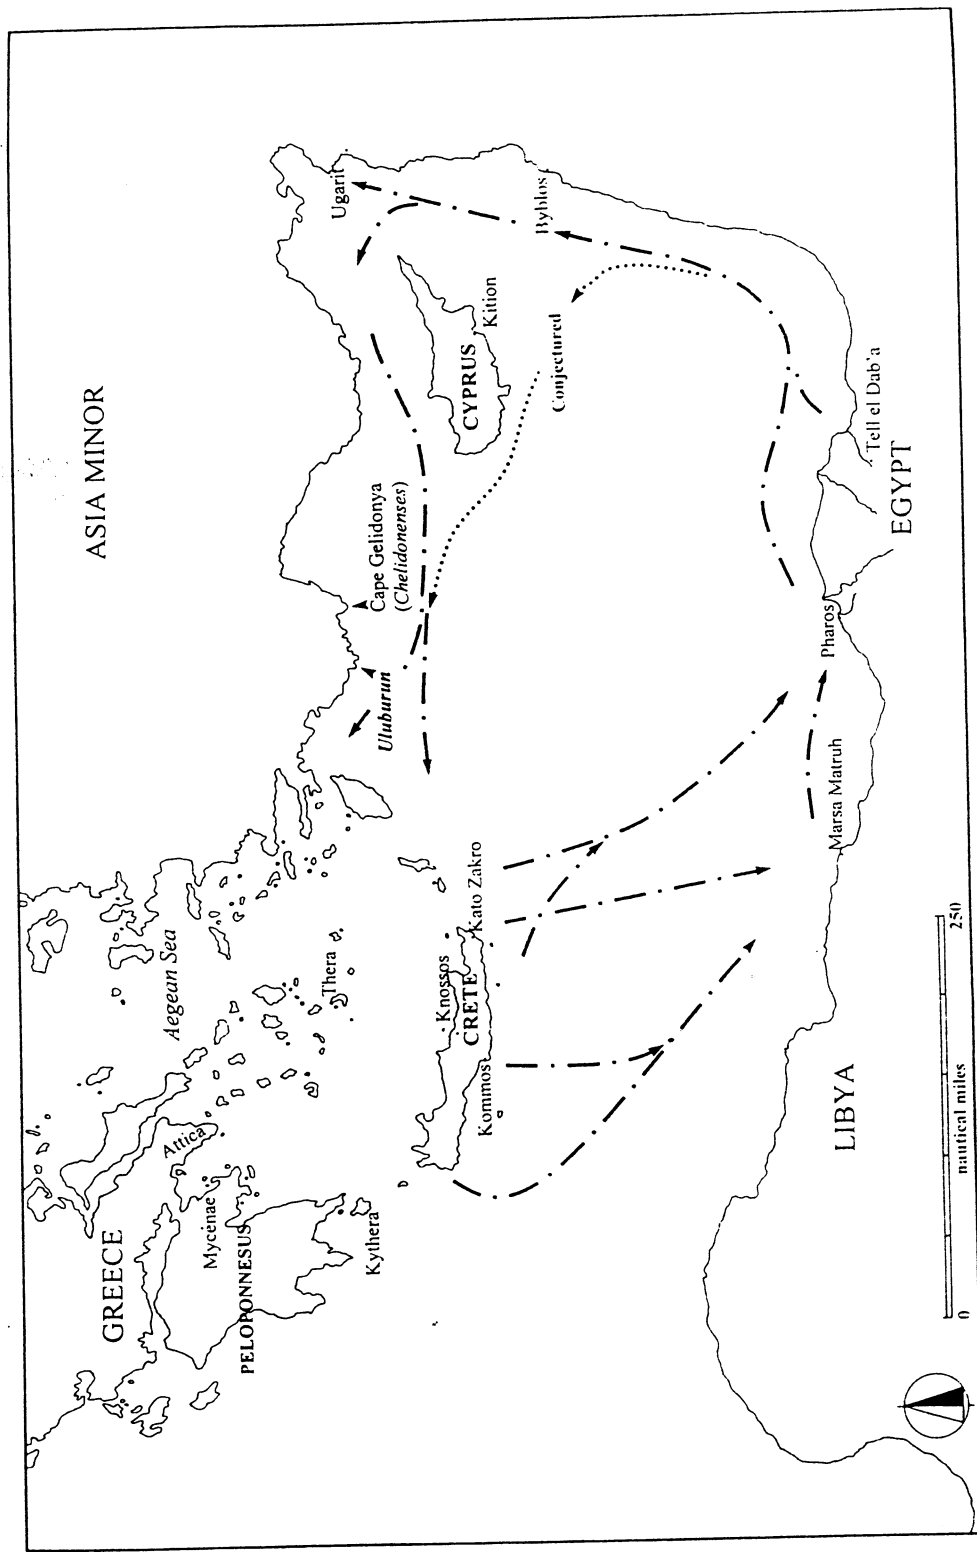 ASIA MINOR
GREECE
Aegean Sea
Attica
Mycenae
PELOPONNESUS
Kythera
Thera
Knossos
CRETE
Kommos
Kato Zakro
Uluburun
Cape Gelidonya
(Chelidonenses)
CYPRUS
Kition
Ugarit
Byblos
Conjectured
Marsa Matruh
Pharos
Tell el Dab'a
EGYPT
LIBYA
0
250
nautical miles